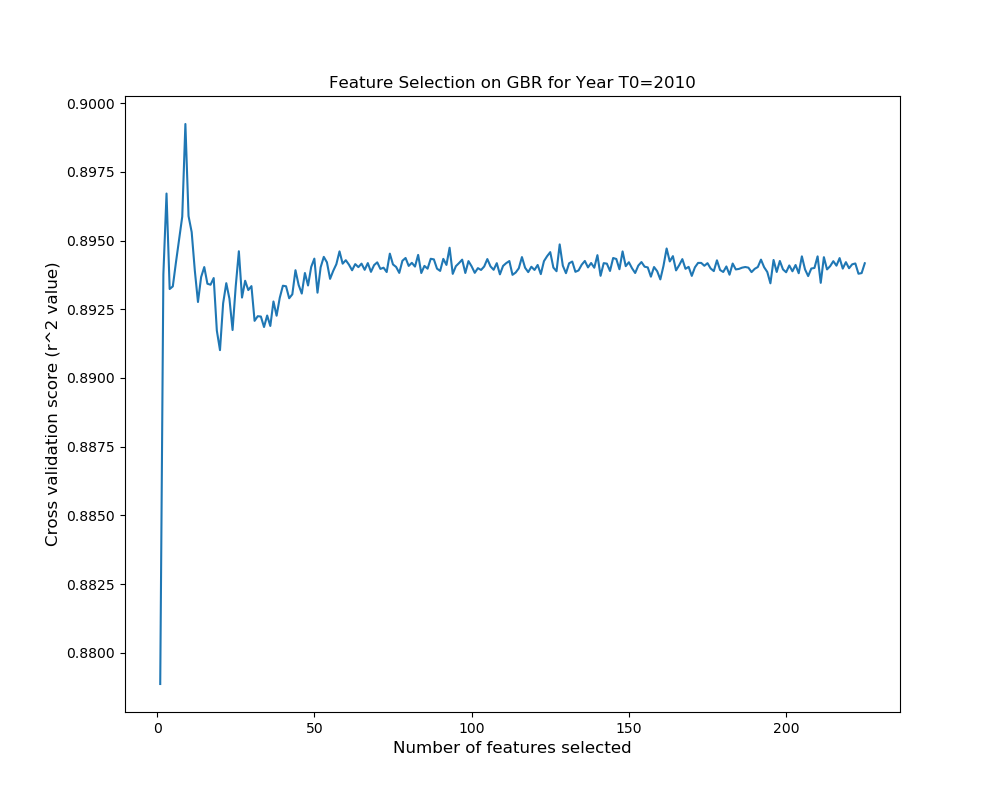 Feature Selection on GBR for Year T0=2010
0.9000
0.8975
0.8950
0.8925
0.8900
0.8875
0.8850
0.8825
0.8800
Cross validation score (r^2 value)
0 50 100 150 200
Number of features selected